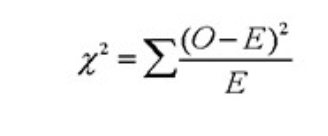 χ² = ∑ (O − E)² / E